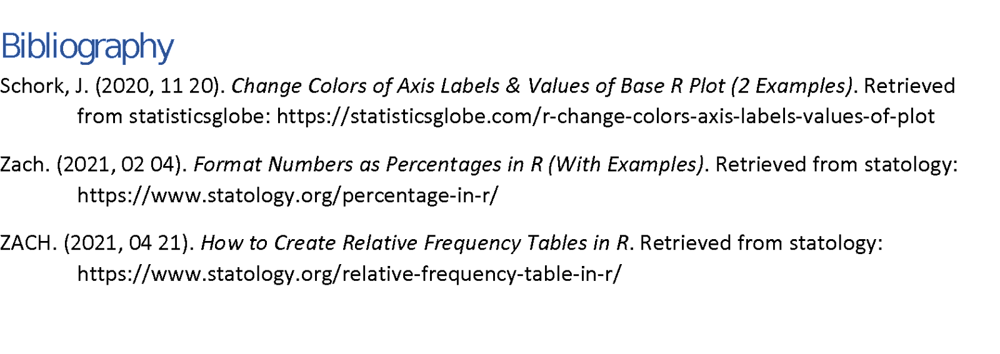 Bibliography
Schork, J. (2020, 11 20). Change Colors of Axis Labels & Values of Base R Plot (2 Examples). Retrieved
from statisticsglobe: https://statisticsglobe.com/r-change-colors-axis-labels-values-of-plot
Zach. (2021, 02 04). Format Numbers as Percentages in R (With Examples). Retrieved from statology:
https://www.statology.org/percentage-in-r/
ZACH. (2021, 04 21). How to Create Relative Frequency Tables in R. Retrieved from statology:
https://www.statology.org/relative-frequency-table-in-r/